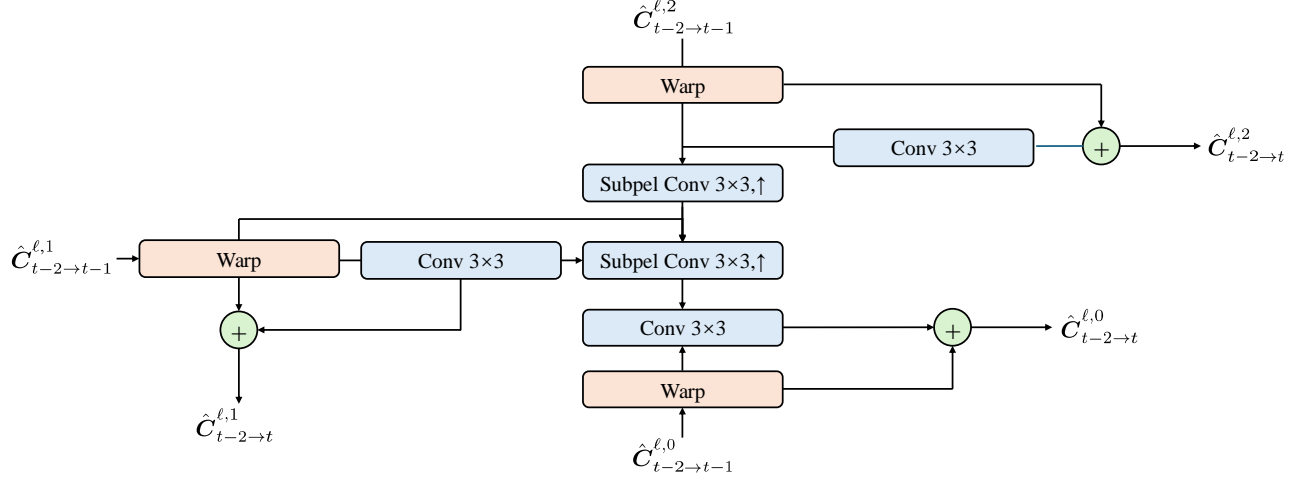 Ĉ^{ℓ,2}_{t−2→t−1}
Warp
Conv 3×3
+
Ĉ^{ℓ,2}_{t−2→t}
Subpel Conv 3×3,↑
Ĉ^{ℓ,1}_{t−2→t−1}
Warp
Conv 3×3
Subpel Conv 3×3,↑
+
Conv 3×3
+
Ĉ^{ℓ,0}_{t−2→t}
Warp
Ĉ^{ℓ,1}_{t−2→t}
Ĉ^{ℓ,0}_{t−2→t−1}